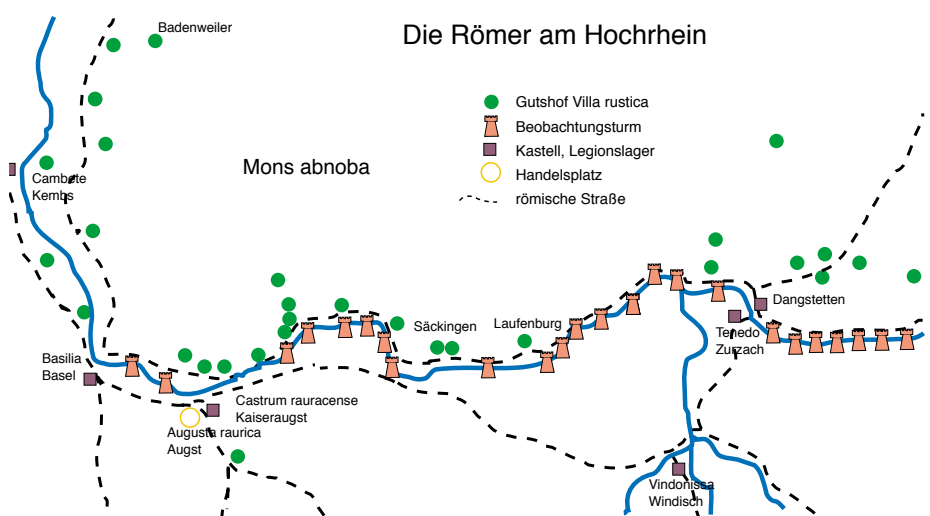 Badenweiler
Die Römer am Hochrhein
Gutshof Villa rustica
Beobachtungsturm
Kastell, Legionslager
Handelsplatz
römische Straße
Mons abnoba
Cambete
Kembs
Dangstetten
Säckingen
Laufenburg
Tenedo
Zurzach
Basilia
Basel
Castrum rauracense
Kaiseraugst
Augusta raurica
Augst
Vindonissa
Windisch